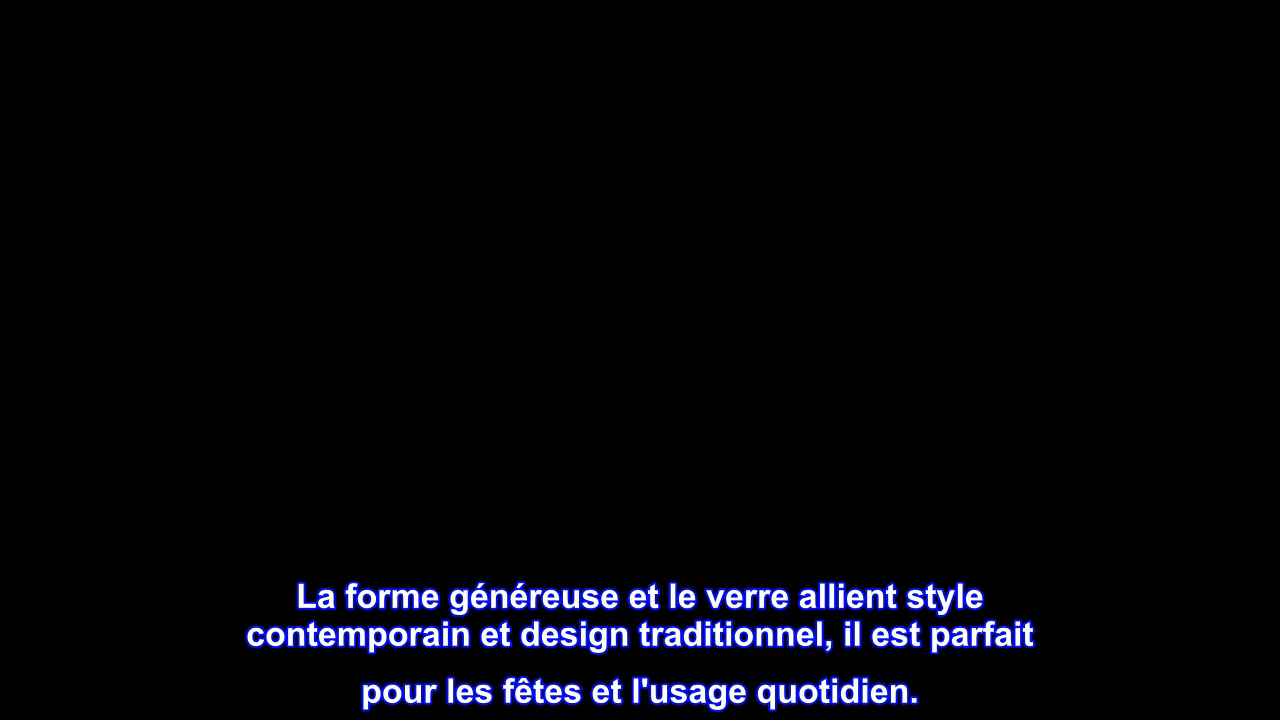 La forme généreuse et le verre allient style
contemporain et design traditionnel, il est parfait
pour les fêtes et l'usage quotidien.